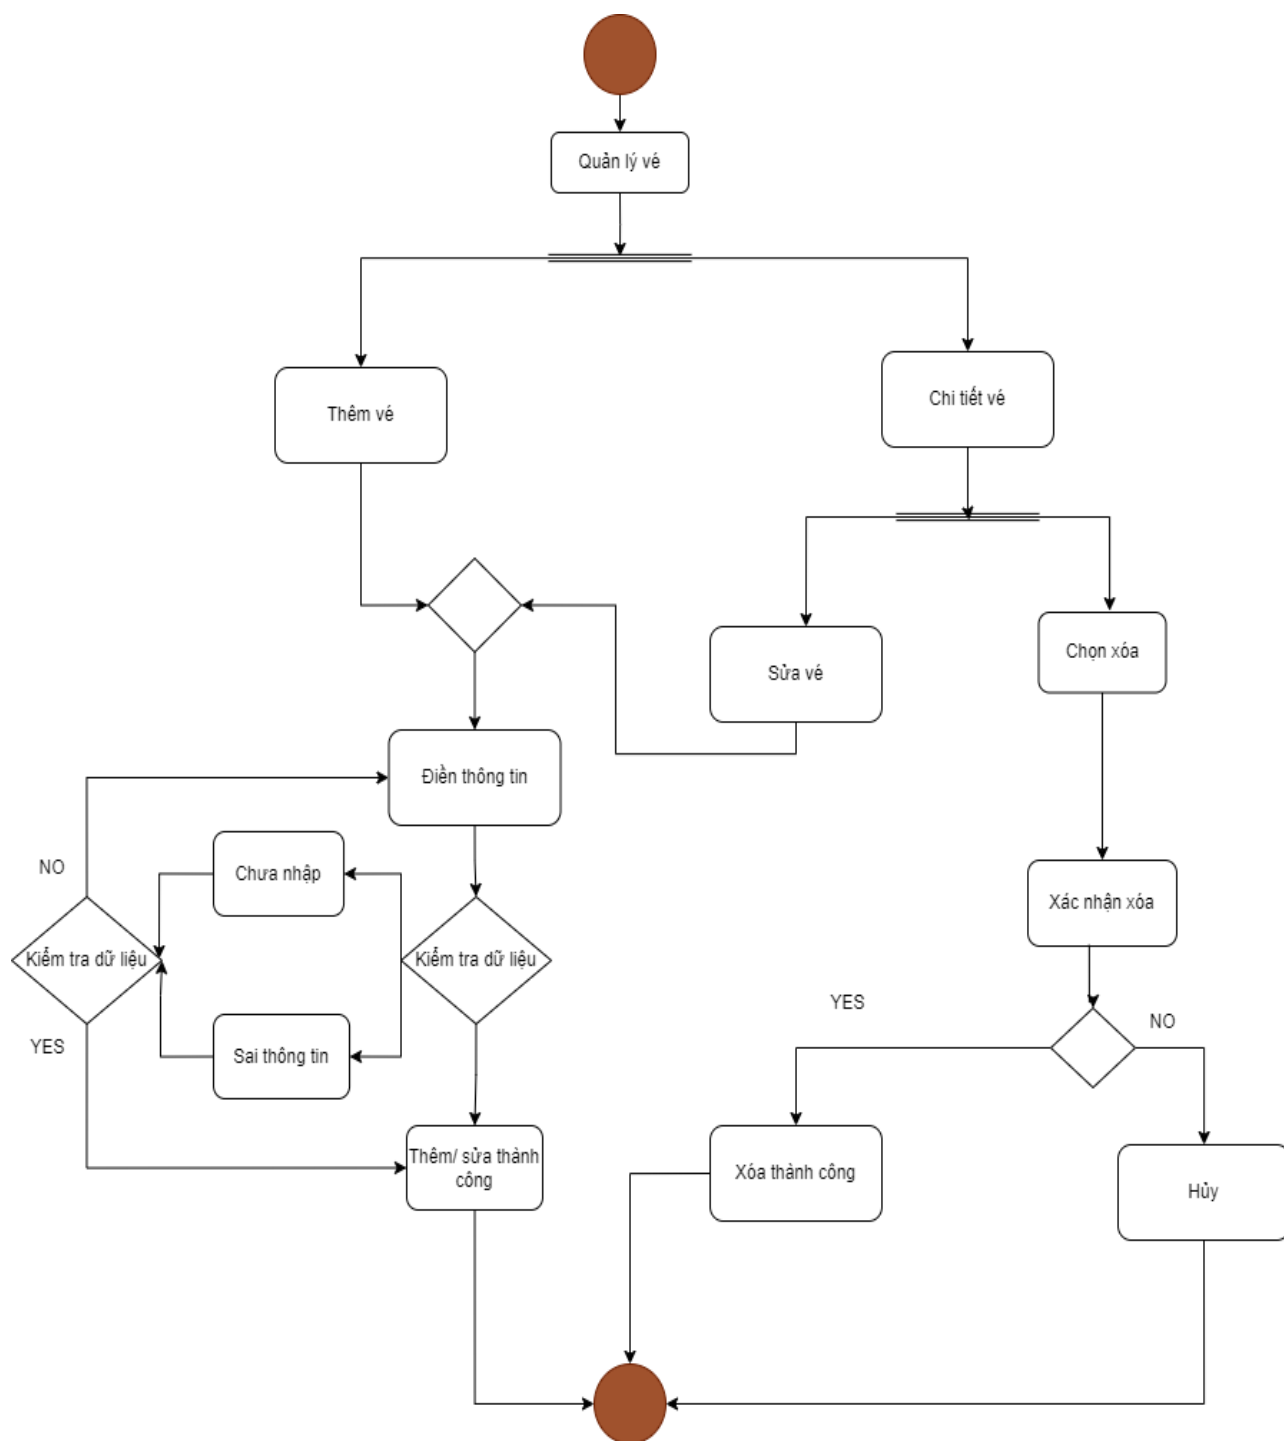 Quản lý vé
Thêm vé
Chi tiết vé
Sửa vé
Chọn xóa
Điền thông tin
NO
Chưa nhập
Kiểm tra dữ liệu
Kiểm tra dữ liệu
Xác nhận xóa
YES
NO
YES
Sai thông tin
Thêm/ sửa thành
công
Xóa thành công
Hủy